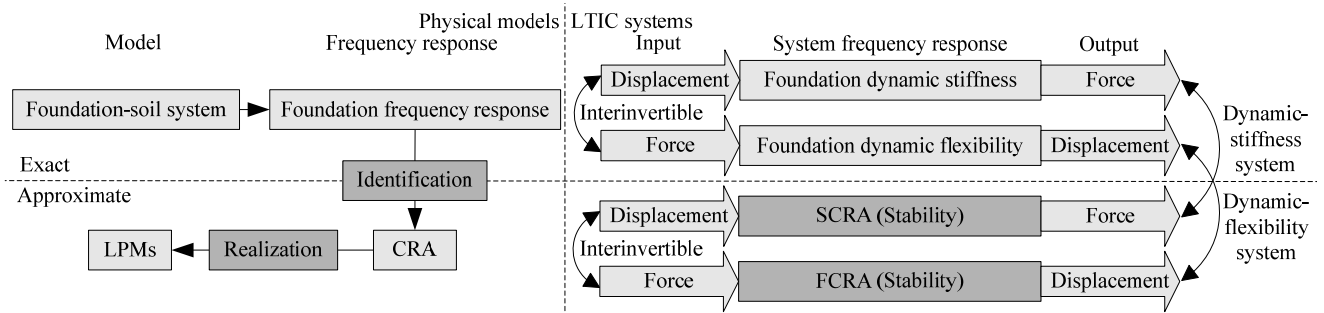 Physical models
LTIC systems
Model
Frequency response
Input
System frequency response
Output
Foundation-soil system
Foundation frequency response
Displacement
Foundation dynamic stiffness
Force
Interinvertible
Force
Foundation dynamic flexibility
Displacement
Dynamic-
stiffness
system
Exact
Approximate
Identification
Displacement
SCRA (Stability)
Force
Dynamic-
flexibility
system
LPMs
Realization
CRA
Interinvertible
Force
FCRA (Stability)
Displacement